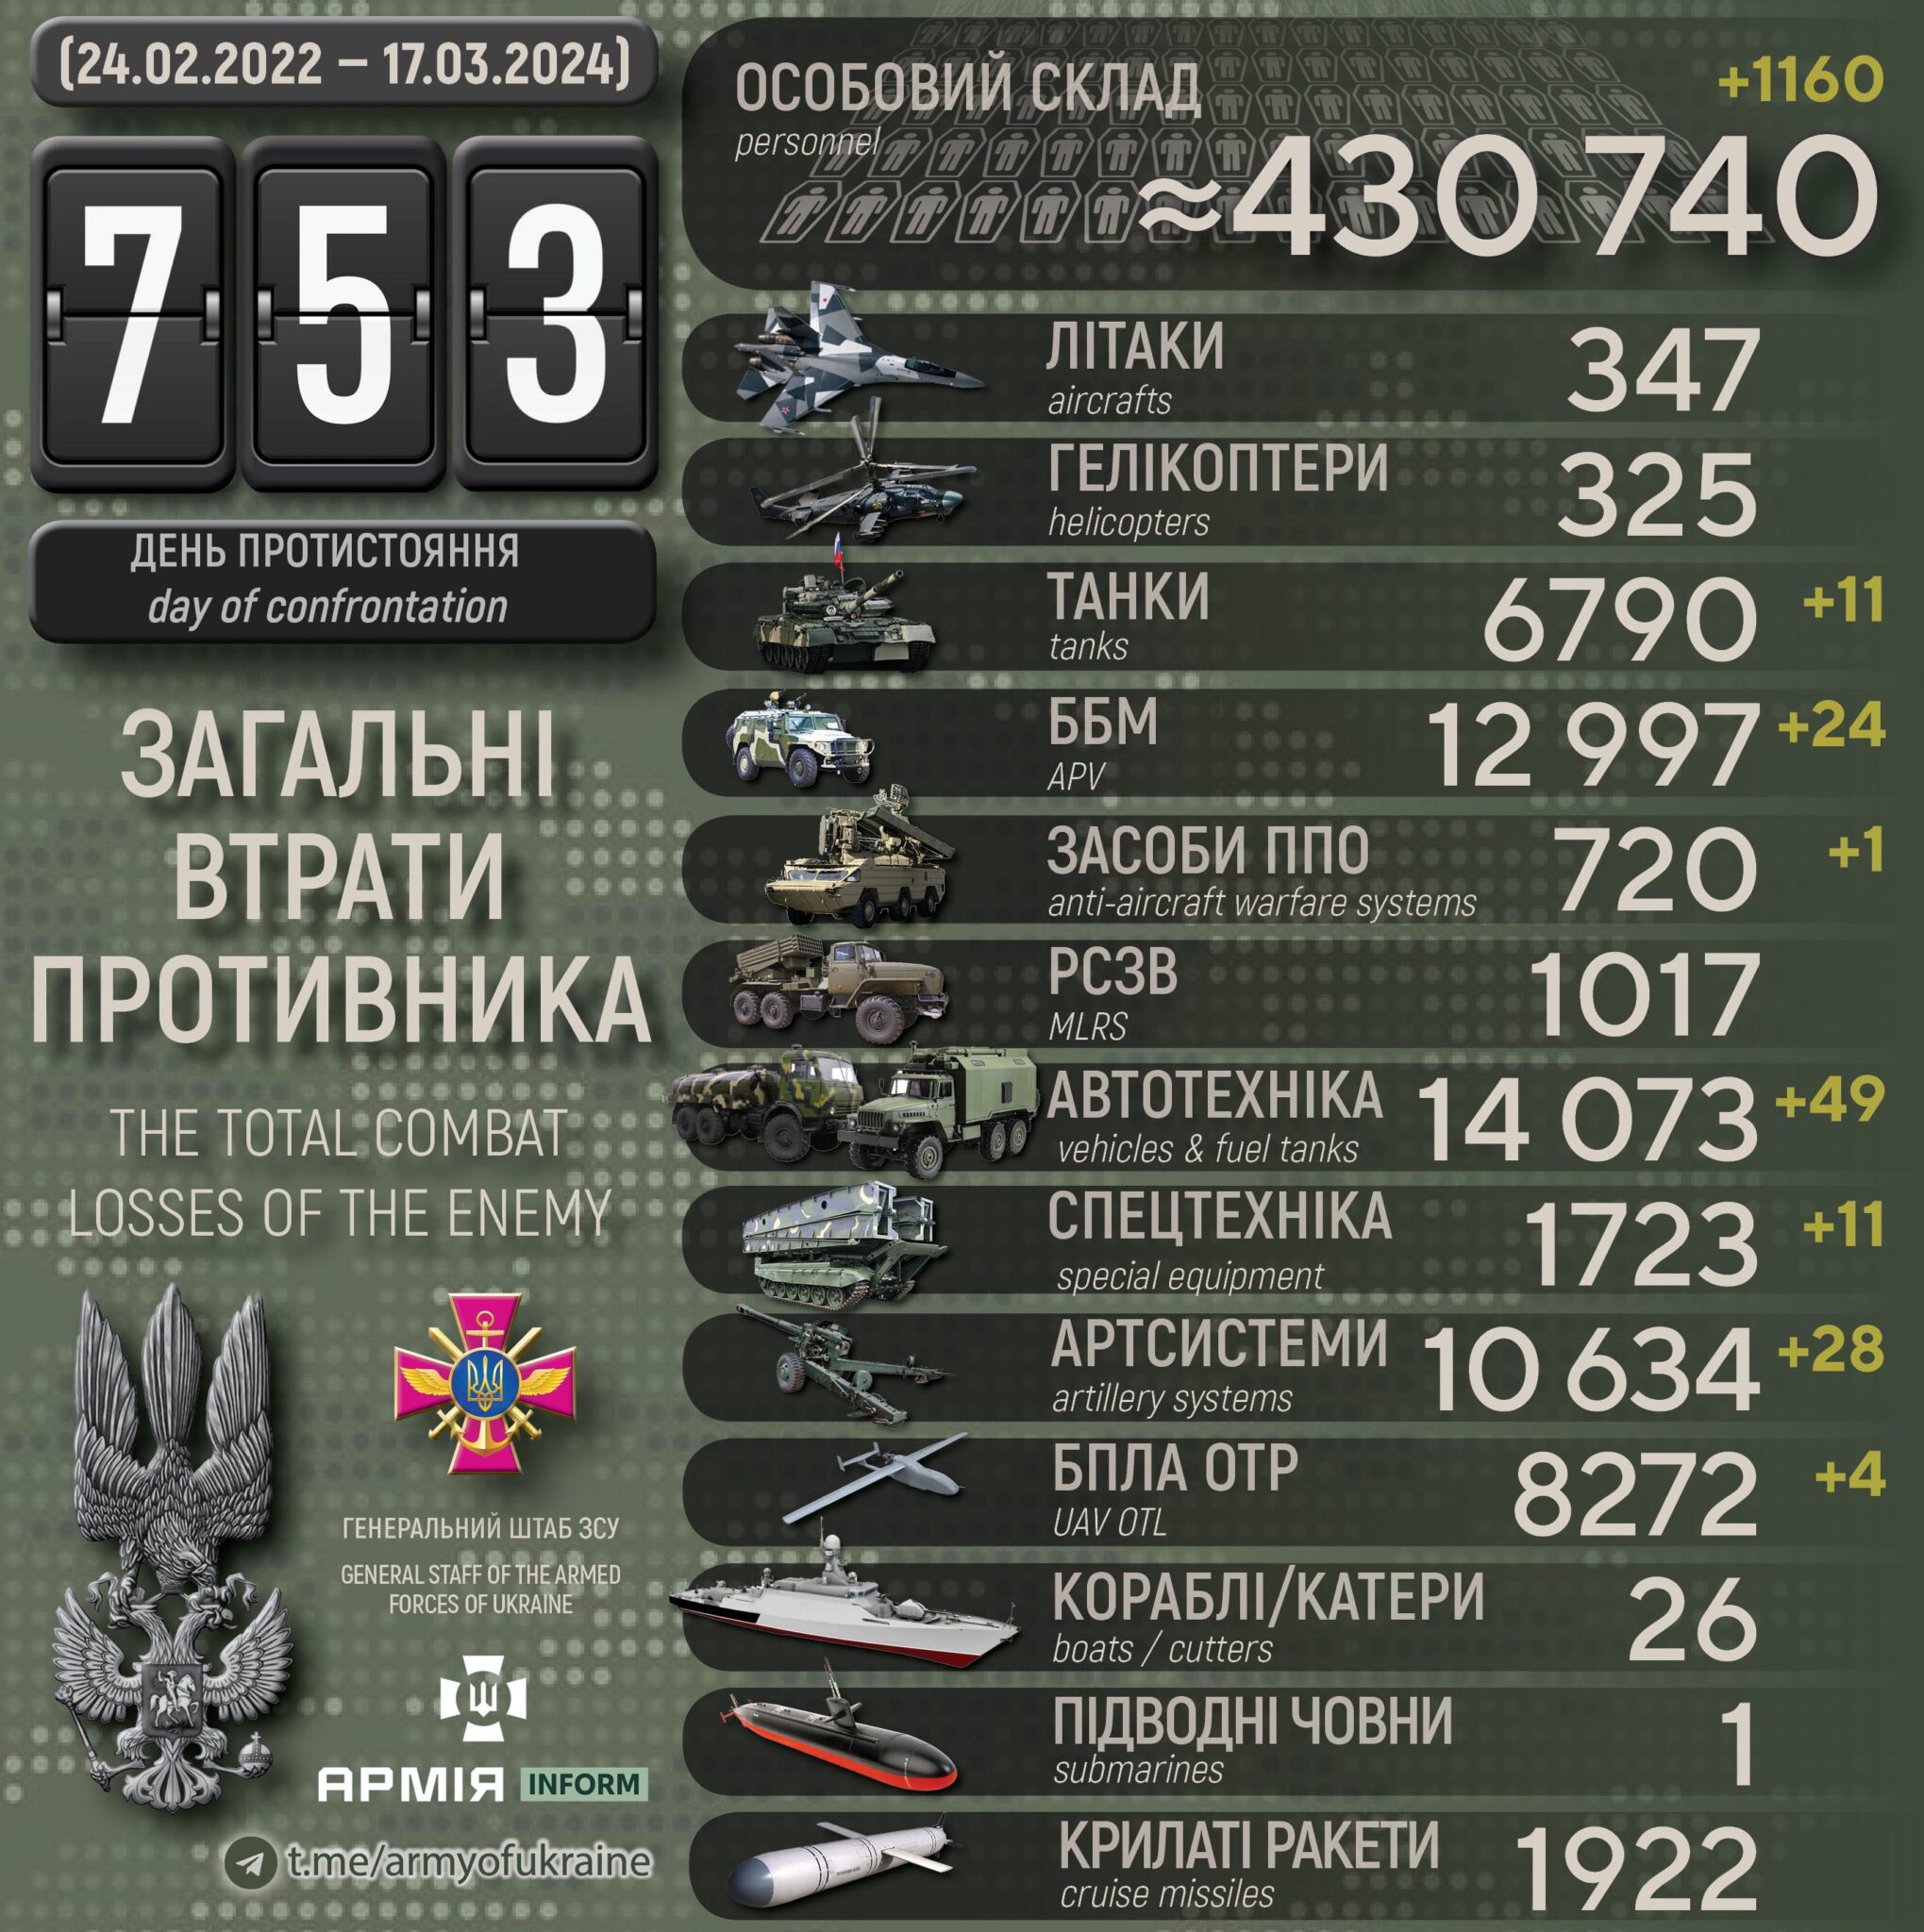 (24.02.2022 – 17.03.2024)
753
ДЕНЬ ПРОТИСТОЯННЯ
day of confrontation
ЗАГАЛЬНІ
ВТРАТИ
ПРОТИВНИКА
THE TOTAL COMBAT
LOSSES OF THE ENEMY
ГЕНЕРАЛЬНИЙ ШТАБ ЗСУ
GENERAL STAFF OF THE ARMED
FORCES OF UKRAINE
АРМІЯ INFORM
t.me/armyofukraine
ОСОБОВИЙ СКЛАД +1160
personnel
≈430 740
ЛІТАКИ 347
aircrafts
ГЕЛІКОПТЕРИ 325
helicopters
ТАНКИ 6790 +11
tanks
ББМ 12 997 +24
APV
ЗАСОБИ ППО 720 +1
anti-aircraft warfare systems
РСЗВ 1017
MLRS
АВТОТЕХНІКА 14 073 +49
vehicles & fuel tanks
СПЕЦТЕХНІКА 1723 +11
special equipment
АРТСИСТЕМИ 10 634 +28
artillery systems
БПЛА ОТР 8272 +4
UAV OTL
КОРАБЛІ/КАТЕРИ 26
boats / cutters
ПІДВОДНІ ЧОВНИ 1
submarines
КРИЛАТІ РАКЕТИ 1922
cruise missiles